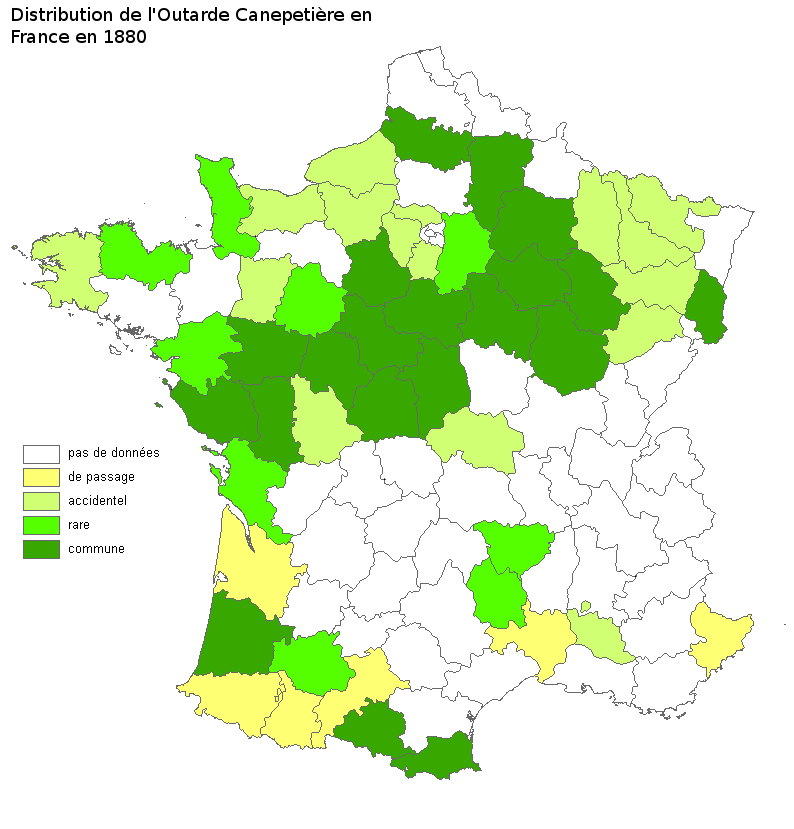 Distribution de l'Outarde Canepetière en
France en 1880
pas de données
de passage
accidentel
rare
commune